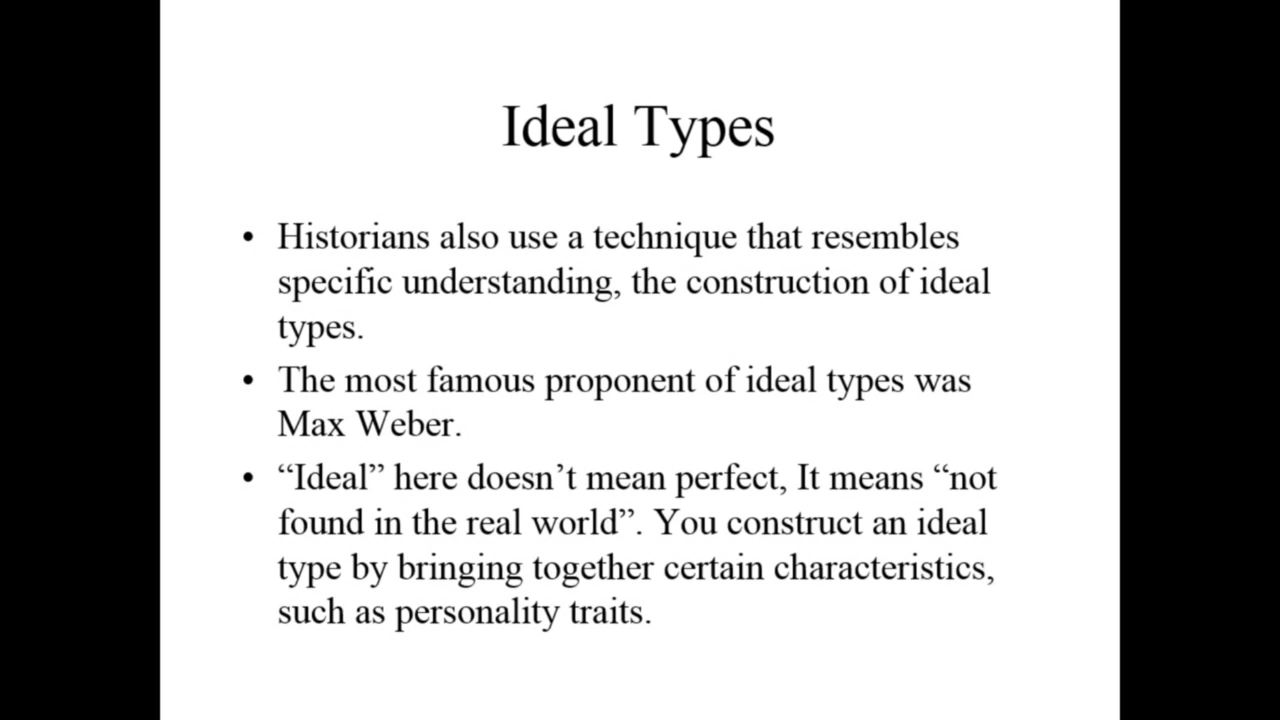 Ideal Types
• Historians also use a technique that resembles
specific understanding, the construction of ideal
types.
• The most famous proponent of ideal types was
Max Weber.
• “Ideal” here doesn’t mean perfect, It means “not
found in the real world”. You construct an ideal
type by bringing together certain characteristics,
such as personality traits.